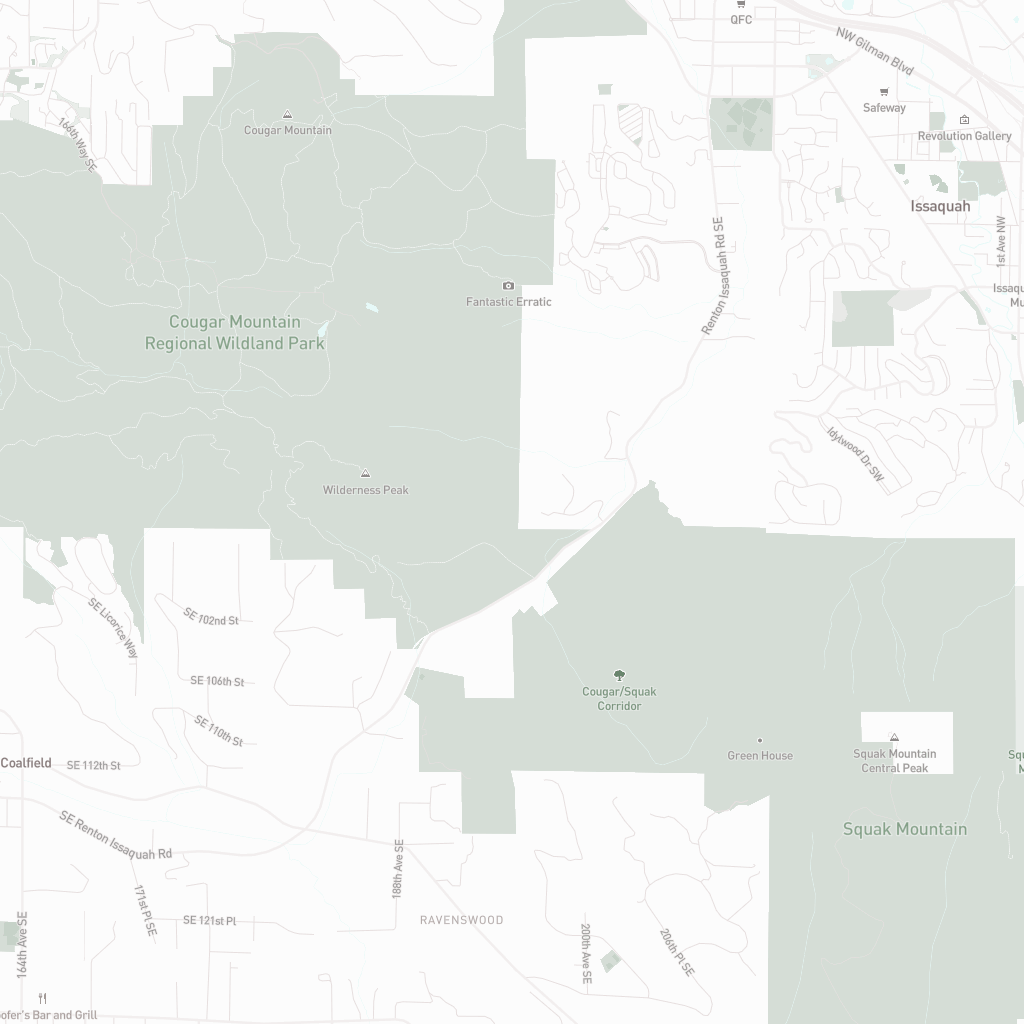 QFC
NW Gilman Blvd
Safeway
Revolution Gallery
Cougar Mountain
166th Way SE
Issaquah
1st Ave NW
Renton Issaquah Rd SE
Fantastic Erratic
Cougar Mountain
Regional Wildland Park
Idylwood Dr SW
Wilderness Peak
SE Licorice Way
SE 102nd St
SE 106th St
Cougar/Squak
Corridor
SE 110th St
Coalfield
SE 112th St
Green House
Squak Mountain
Central Peak
SE Renton Issaquah Rd
Squak Mountain
188th Ave SE
171st Pl SE
SE 121st Pl
RAVENSWOOD
164th Ave SE
200th Ave SE
206th Pl SE
Bar and Grill